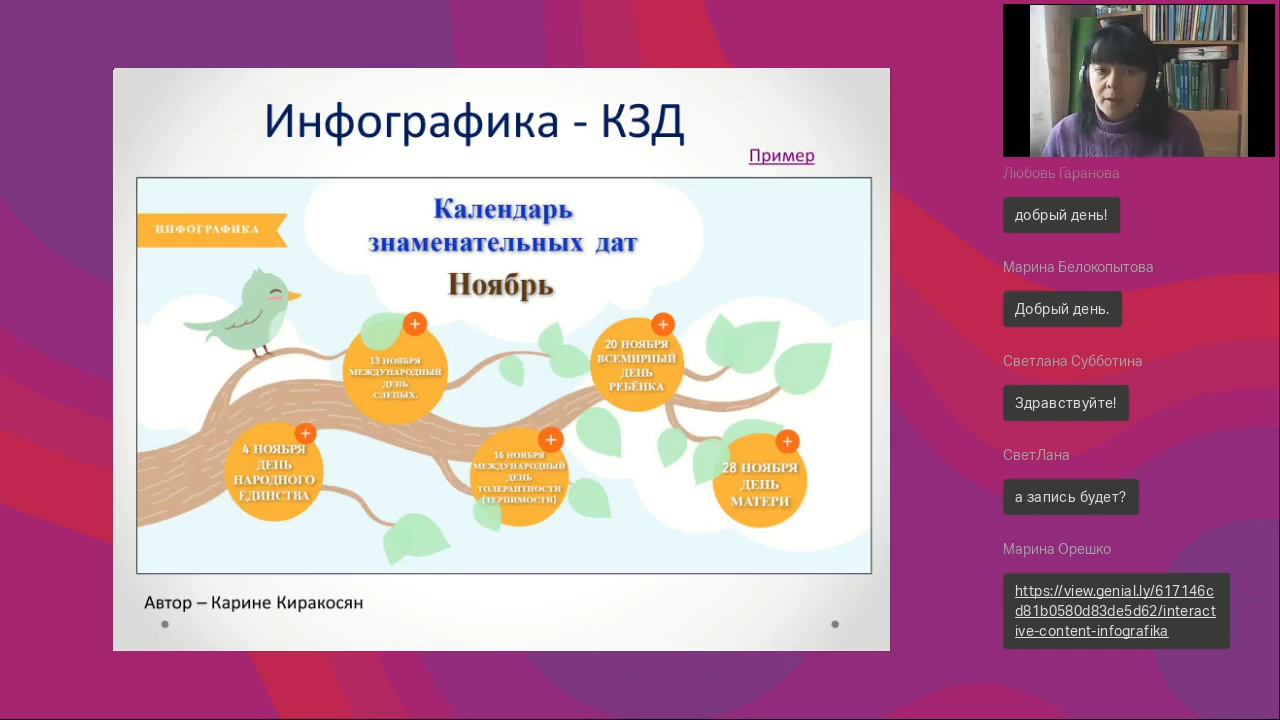 Инфографика - КЗД
Пример
ИНФОГРАФИКА
Календарь
знаменательных дат
Ноябрь
13 НОЯБРЯ
МЕЖДУНАРОДНЫЙ
ДЕНЬ
СЛЕПЫХ.
20 НОЯБРЯ
ВСЕМИРНЫЙ
ДЕНЬ
РЕБЁНКА
4 НОЯБРЯ
ДЕНЬ
НАРОДНОГО
ЕДИНСТВА
16 НОЯБРЯ
МЕЖДУНАРОДНЫЙ
ДЕНЬ
ТОЛЕРАНТНОСТИ
(ТЕРПИМОСТИ)
28 НОЯБРЯ
ДЕНЬ
МАТЕРИ
Автор – Карине Киракосян
Любовь Гаранова
добрый день!
Марина Белокопытова
Добрый день.
Светлана Субботина
Здравствуйте!
СветЛана
а запись будет?
Марина Орешко
https://view.genial.ly/617146c
d81b0580d83de5d62/interact
ive-content-infografika